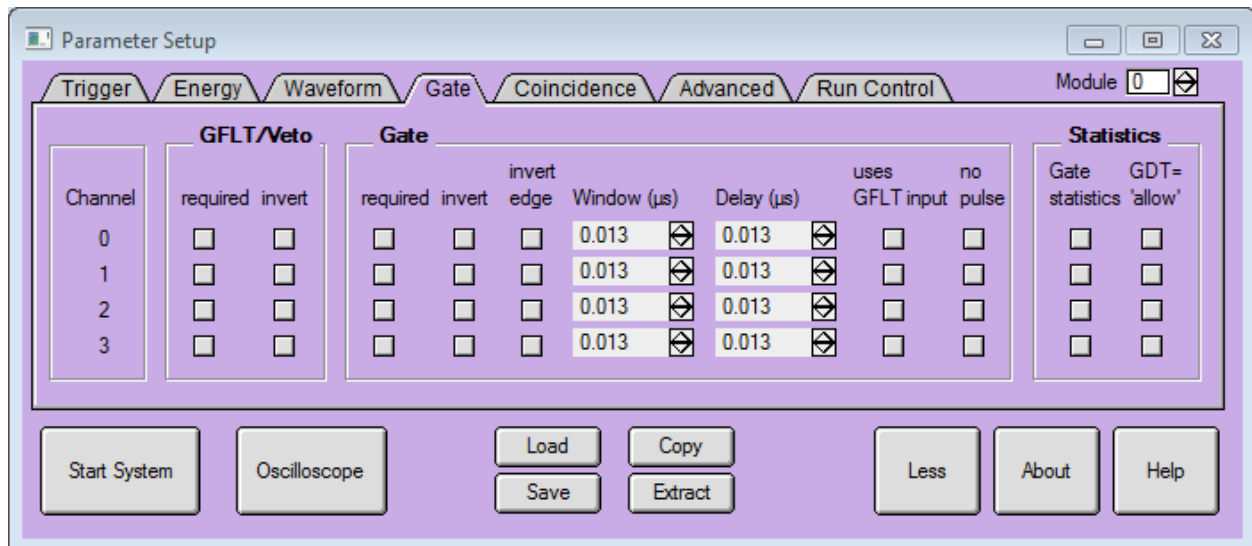 Parameter Setup
Trigger Energy Waveform Gate Coincidence Advanced Run Control Module 0
GFLT/Veto Gate Statistics
invert uses no Gate GDT=
Channel required invert required invert edge Window (µs) Delay (µs) GFLT input pulse statistics 'allow'
0 0.013 0.013
1 0.013 0.013
2 0.013 0.013
3 0.013 0.013
Load Copy
Start System Oscilloscope Less About Help
Save Extract